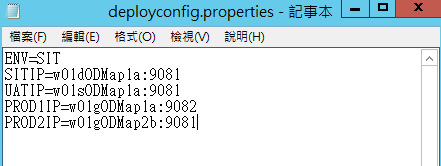 deployconfig.properties - 記事本
檔案(F) 編輯(E) 格式(O) 檢視(V) 說明(H)
ENV=SIT
SITIP=w01dODMap1a:9081
UATIP=w01sODMap1a:9081
PROD1IP=w01gODMap1a:9082
PROD2IP=w01gODMap2b:9081